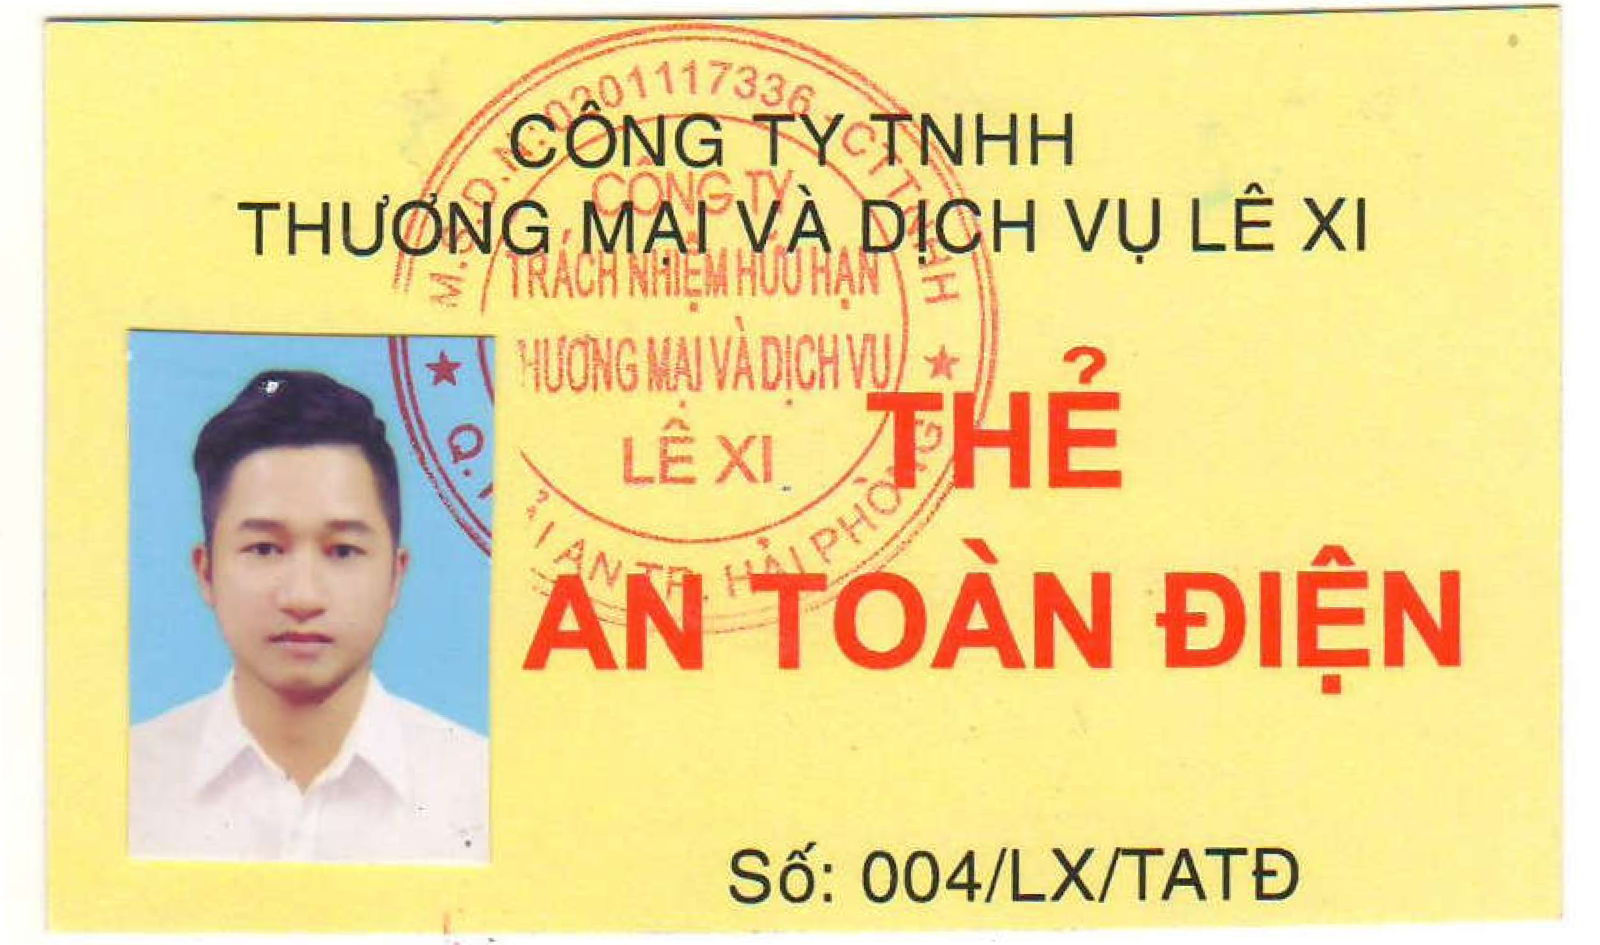 CÔNG TY TNHH
THƯƠNG MẠI VÀ DỊCH VỤ LÊ XI
M.S.D.N: 0201117336 CTTNHH
CÔNG TY
TRÁCH NHIỆM HỮU HẠN
THƯƠNG MẠI VÀ DỊCH VỤ
LÊ XI
AN TP. HẢI PHÒNG
THẺ
AN TOÀN ĐIỆN
Số: 004/LX/TATĐ